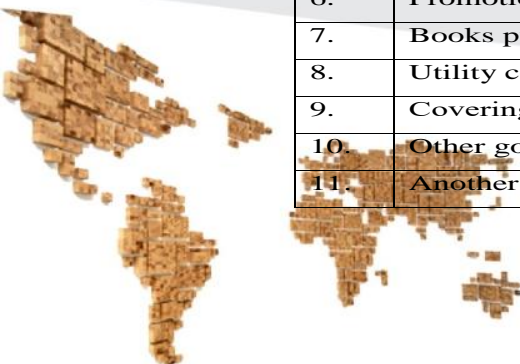 7. Books p
8. Utility c
9. Covering
10. Other go
11. Another